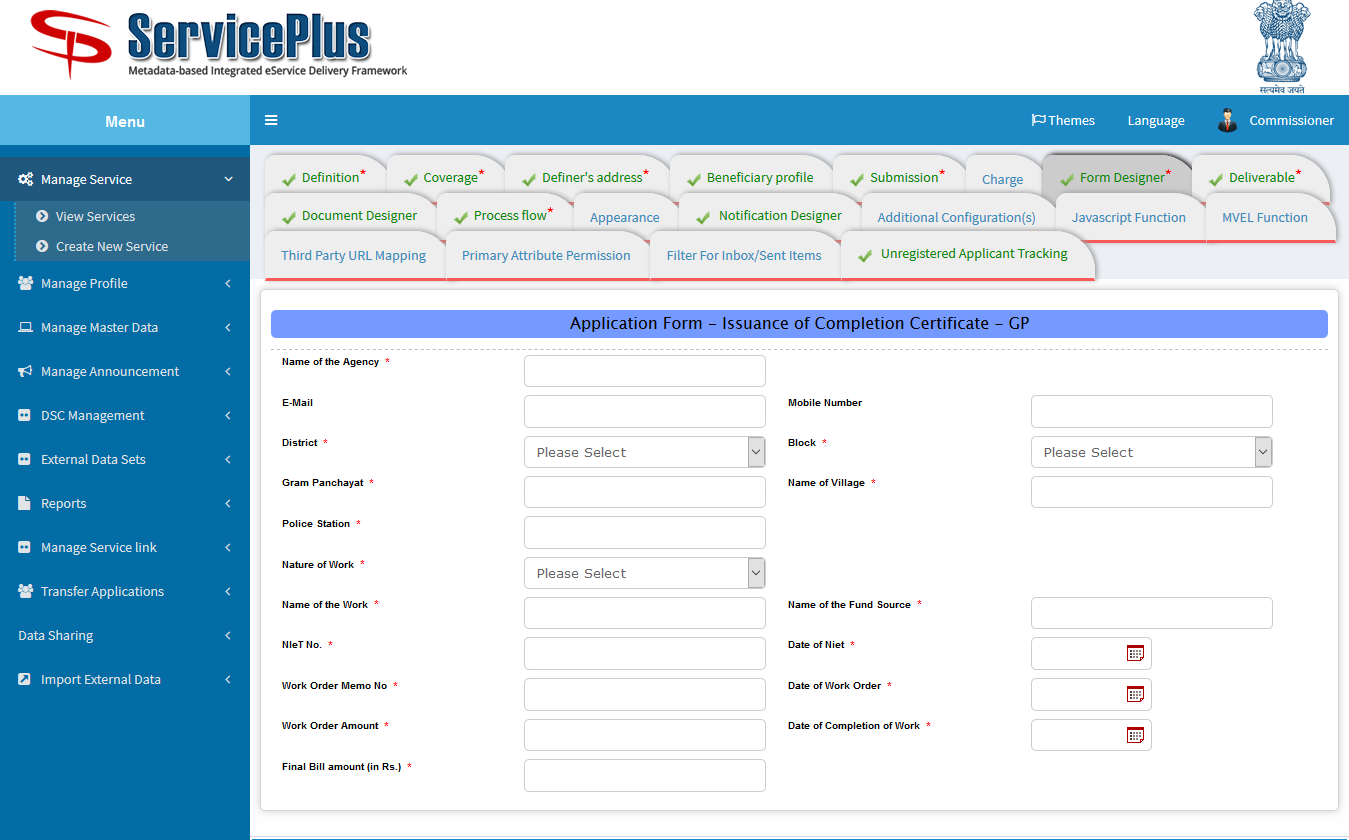 ServicePlus
Metadata-based Integrated eService Delivery Framework
सत्यमेव जयते
Menu
Themes Language Commissioner
Manage Service
View Services
Create New Service
Manage Profile
Manage Master Data
Manage Announcement
DSC Management
External Data Sets
Reports
Manage Service link
Transfer Applications
Data Sharing
Import External Data
Definition* Coverage* Definer's address* Beneficiary profile Submission* Charge Form Designer* Deliverable*
Document Designer Process flow* Appearance Notification Designer Additional Configuration(s) Javascript Function MVEL Function
Third Party URL Mapping Primary Attribute Permission Filter For Inbox/Sent Items Unregistered Applicant Tracking
Application Form – Issuance of Completion Certificate – GP
Name of the Agency *
E-Mail Mobile Number
District * Please Select Block * Please Select
Gram Panchayat * Name of Village *
Police Station *
Nature of Work * Please Select
Name of the Work * Name of the Fund Source *
NIeT No. * Date of Niet *
Work Order Memo No * Date of Work Order *
Work Order Amount * Date of Completion of Work *
Final Bill amount (in Rs.) *